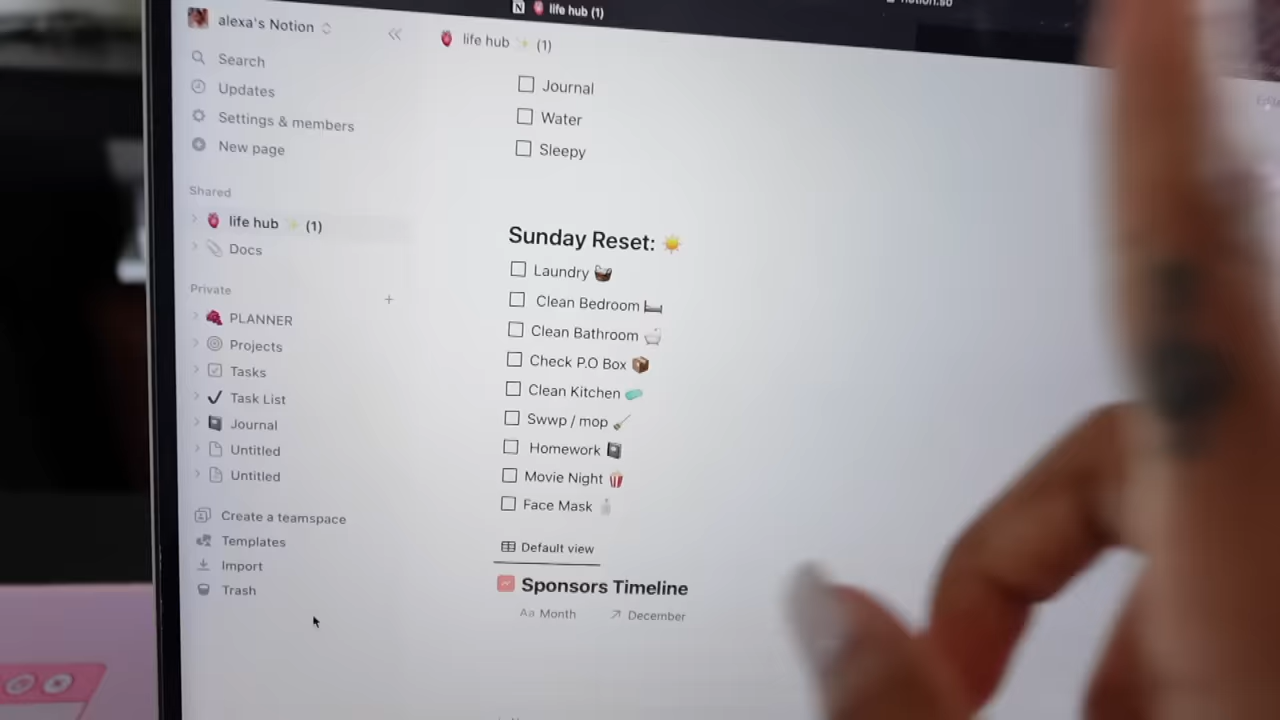 life hub (1)
notion.so
alexa's Notion
life hub (1)
Search
Updates
Settings & members
New page
Shared
life hub (1)
Docs
Private
PLANNER
Projects
Tasks
Task List
Journal
Untitled
Untitled
Create a teamspace
Templates
Import
Trash
Journal
Water
Sleepy
Sunday Reset:
Laundry
Clean Bedroom
Clean Bathroom
Check P.O Box
Clean Kitchen
Swwp / mop
Homework
Movie Night
Face Mask
Default view
Sponsors Timeline
Aa Month
December